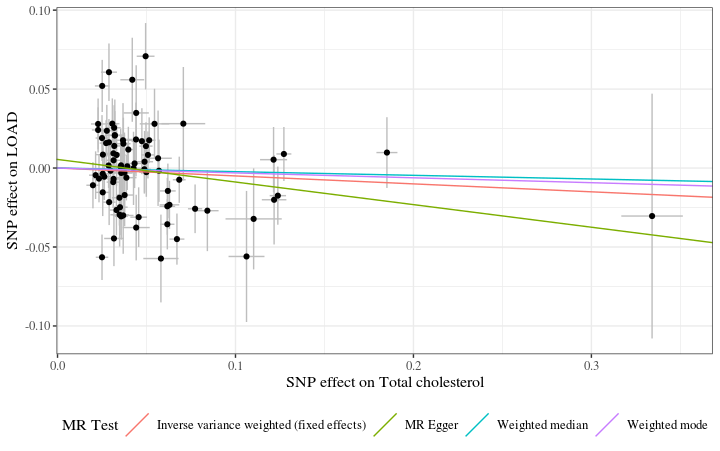 0.10
0.05
0.00
-0.05
-0.10
SNP effect on LOAD
0.0 0.1 0.2 0.3
SNP effect on Total cholesterol
MR Test Inverse variance weighted (fixed effects) MR Egger Weighted median Weighted mode